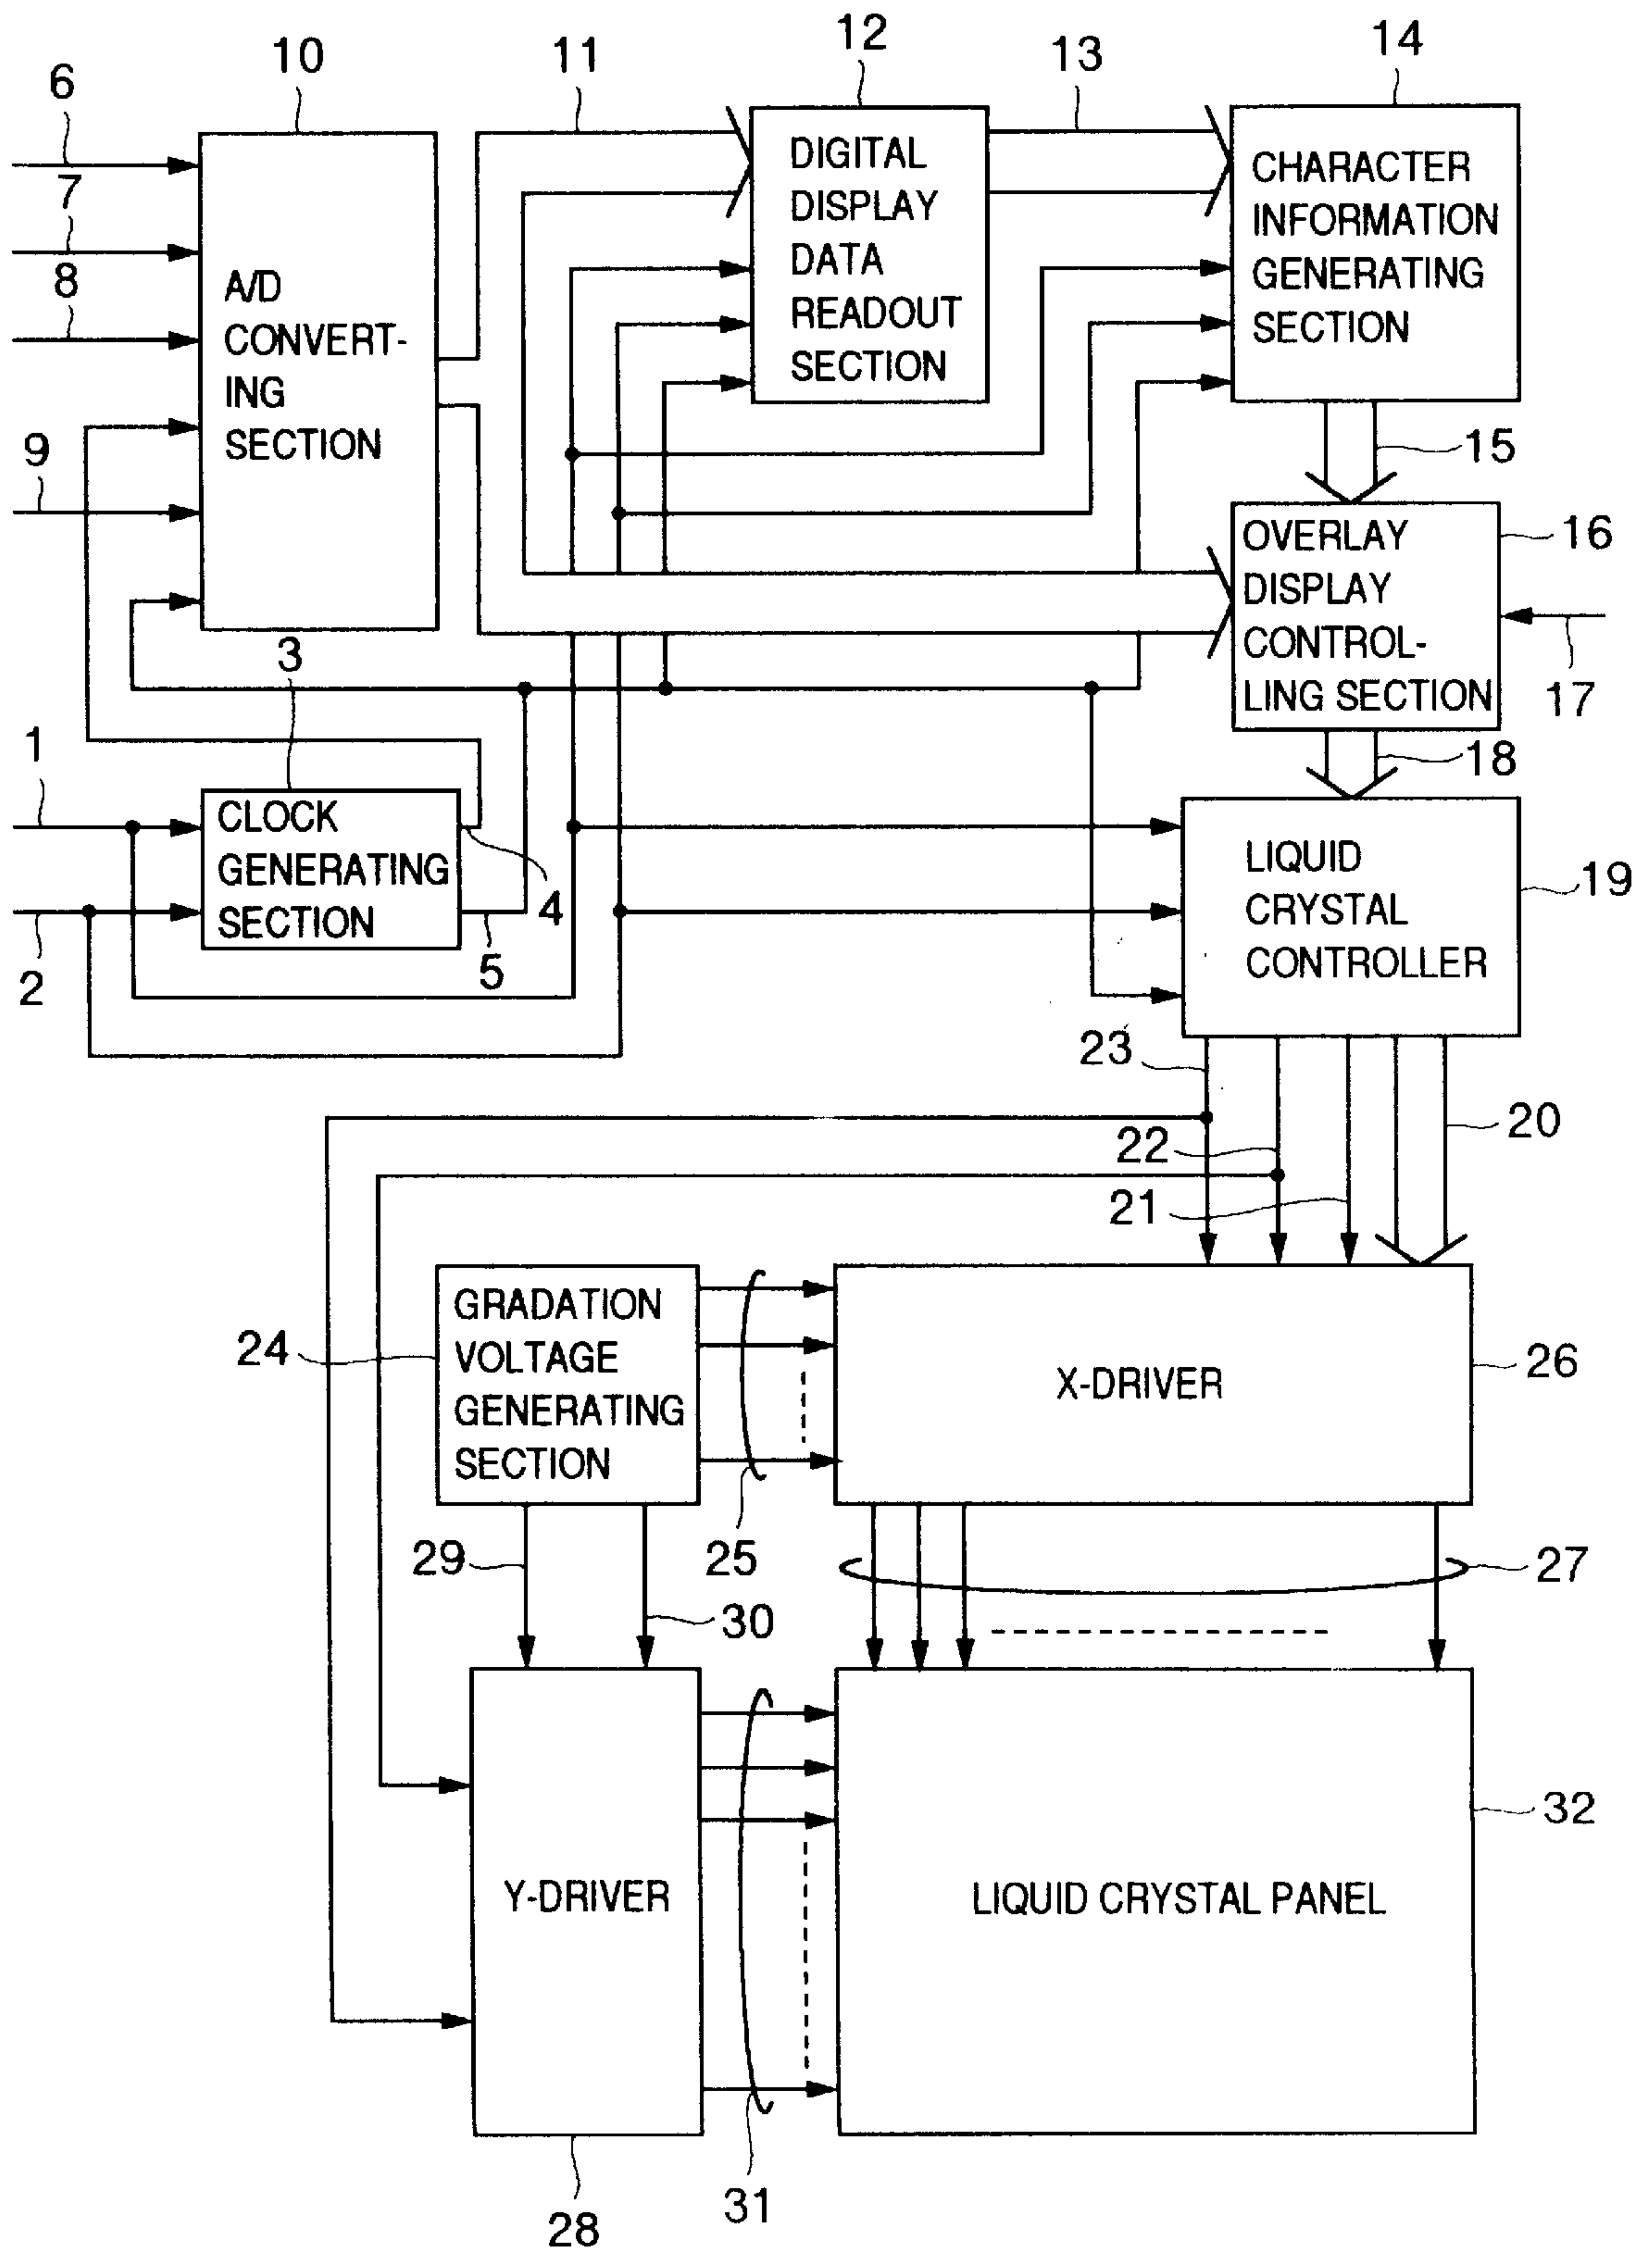 12
14
10
11
13
6
DIGITAL
DISPLAY
DATA
READOUT
SECTION
CHARACTER
INFORMATION
GENERATING
SECTION
7
8
A/D
CONVERT-
ING
SECTION
9
15
OVERLAY
DISPLAY
CONTROL-
LING SECTION
16
17
3
1
18
CLOCK
GENERATING
SECTION
4
5
2
LIQUID
CRYSTAL
CONTROLLER
19
23
22
21
20
GRADATION
VOLTAGE
GENERATING
SECTION
24
X-DRIVER
26
29
25
27
30
Y-DRIVER
LIQUID CRYSTAL PANEL
32
31
28